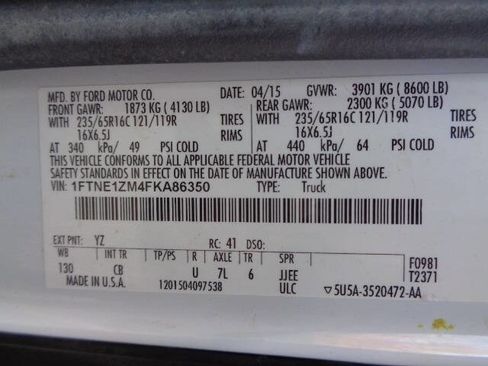 MFD. BY FORD MOTOR CO. DATE: 04/15 GVWR: 3901 KG ( 8600 LB)
FRONT GAWR: 1873 KG ( 4130 LB) REAR GAWR: 2300 KG ( 5070 LB)
WITH 235/65R16C 121/119R TIRES WITH 235/65R16C 121/119R TIRES
16X6.5J RIMS 16X6.5J RIMS
AT 340 kPa/ 49 PSI COLD AT 440 kPa/ 64 PSI COLD
THIS VEHICLE CONFORMS TO ALL APPLICABLE FEDERAL MOTOR VEHICLE
SAFETY STANDARDS IN EFFECT ON THE DATE OF MANUFACTURE SHOWN ABOVE.
VIN: 1FTNE1ZM4FKA86350 TYPE: Truck
EXT PNT: YZ RC: 41 DSO:
WB INT TR TP/PS R AXLE TR SPR F0981
130 CB U 7L 6 JJEE T2371
MADE IN U.S.A. 1201504097538 ULC ▽5U5A-3520472-AA